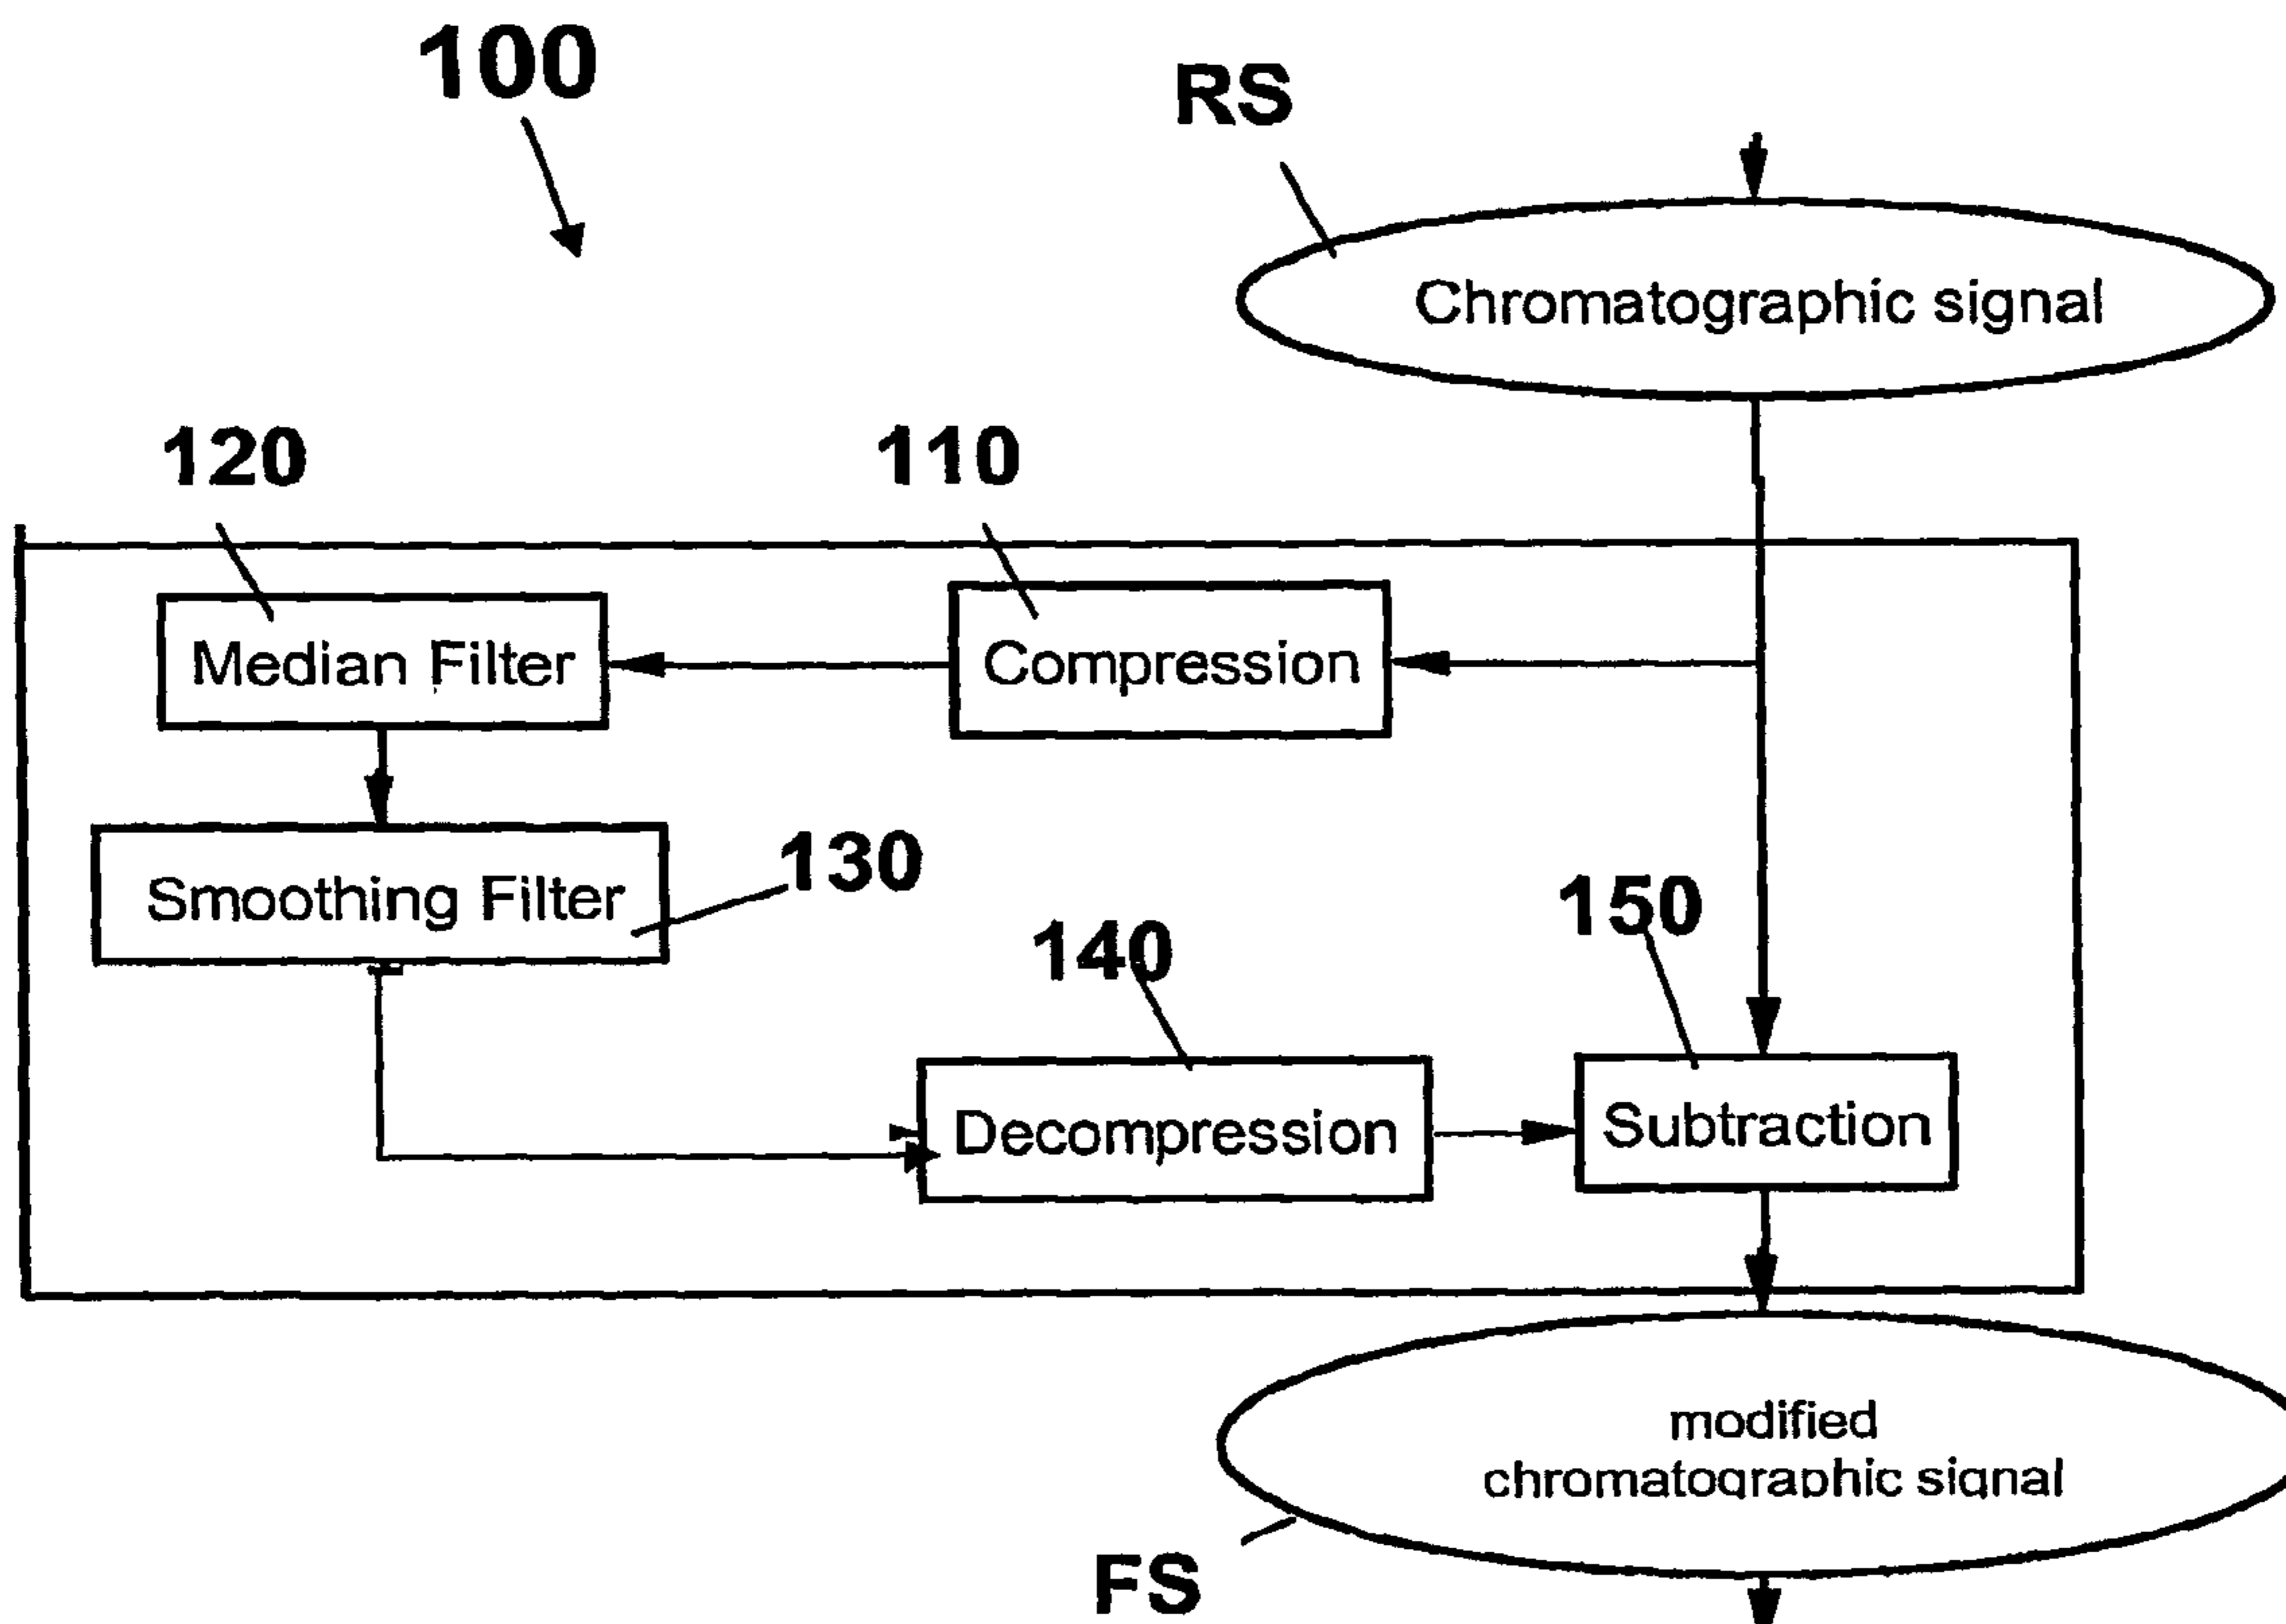 100
RS
Chromatographic signal
120
110
Median Filter
Compression
Smoothing Filter
130
140
150
Decompression
Subtraction
modified
chromatographic signal
FS